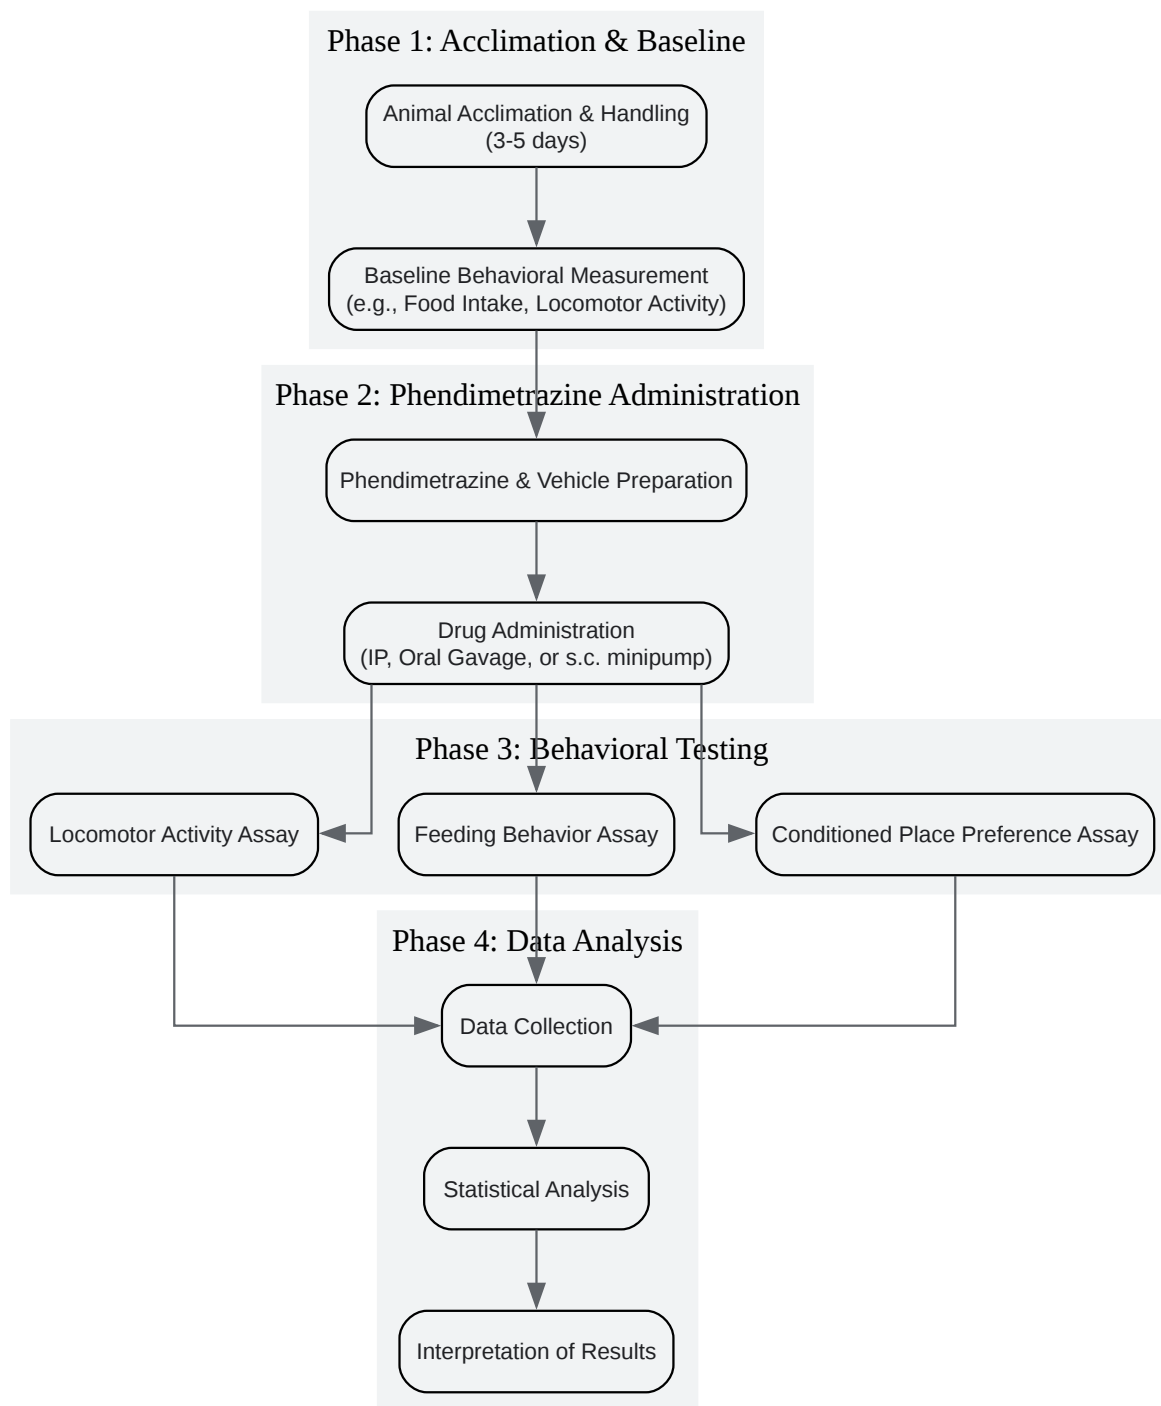 Phase 1: Acclimation & Baseline
Animal Acclimation & Handling
(3-5 days)
Baseline Behavioral Measurement
(e.g., Food Intake, Locomotor Activity)
Phase 2: Phendimetrazine Administration
Phendimetrazine & Vehicle Preparation
Drug Administration
(IP, Oral Gavage, or s.c. minipump)
Phase 3: Behavioral Testing
Locomotor Activity Assay
Feeding Behavior Assay
Conditioned Place Preference Assay
Phase 4: Data Analysis
Data Collection
Statistical Analysis
Interpretation of Results